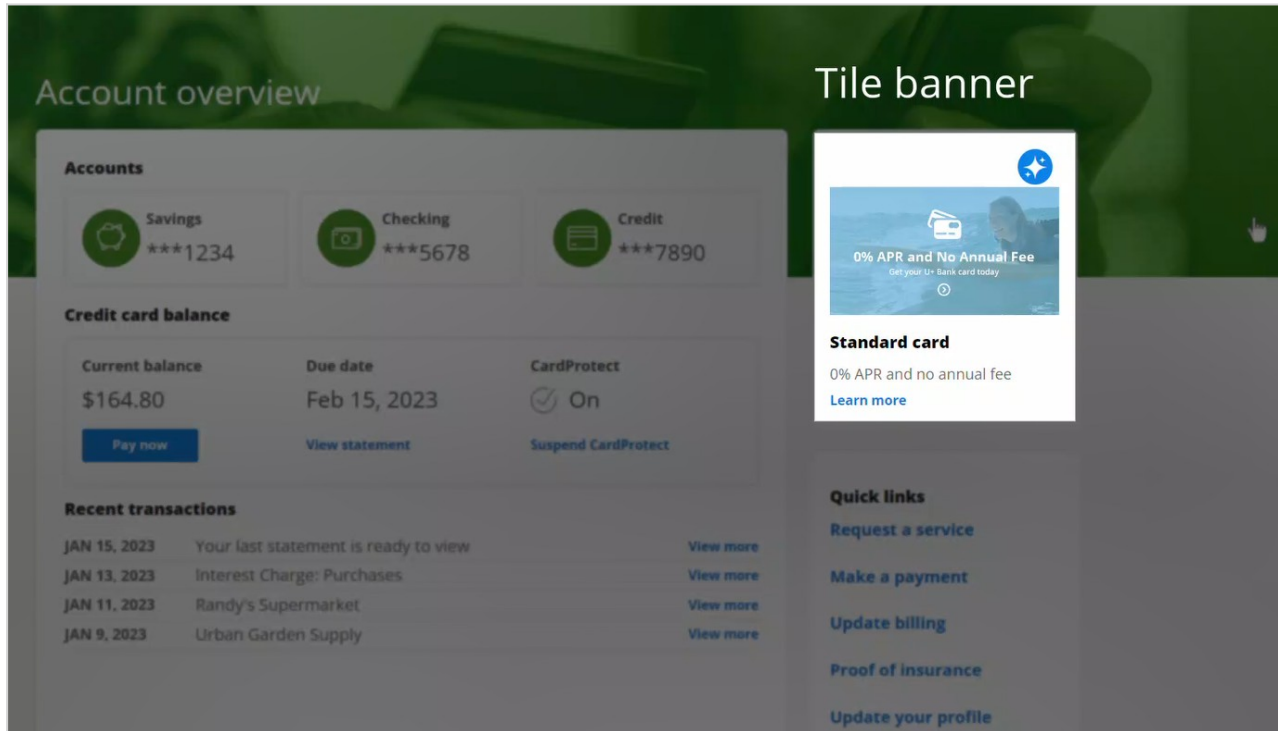 Account overview
Tile banner
Accounts
Savings
***1234
Checking
***5678
Credit
***7890
Credit card balance
Current balance
$164.80
Pay now
Due date
Feb 15, 2023
View statement
CardProtect
On
Suspend CardProtect
Recent transactions
JAN 15, 2023 Your last statement is ready to view View more
JAN 13, 2023 Interest Charge: Purchases View more
JAN 11, 2023 Randy's Supermarket View more
JAN 9, 2023 Urban Garden Supply View more
0% APR and No Annual Fee
Get your U+ Bank card today
Standard card
0% APR and no annual fee
Learn more
Quick links
Request a service
Make a payment
Update billing
Proof of insurance
Update your profile